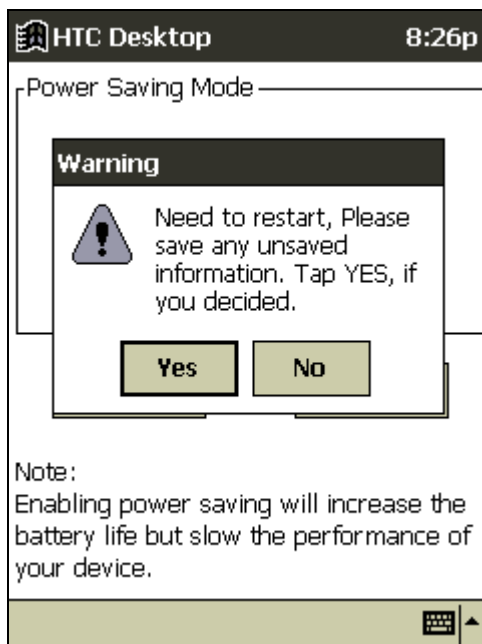 HTC Desktop 8:26p
Power Saving Mode
Warning
Need to restart, Please
save any unsaved
information. Tap YES, if
you decided.
Yes No
Note:
Enabling power saving will increase the
battery life but slow the performance of
your device.